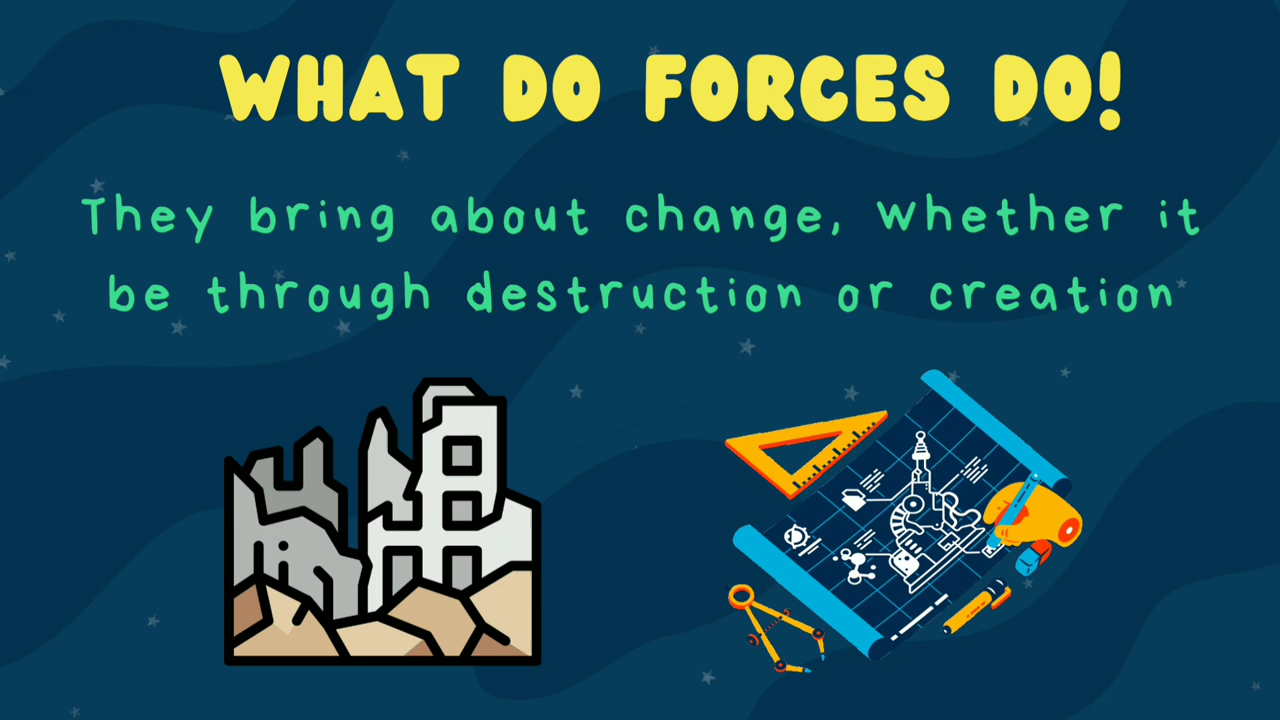 WHAT DO FORCES DO!
They bring about change, whether it
be through destruction or creation